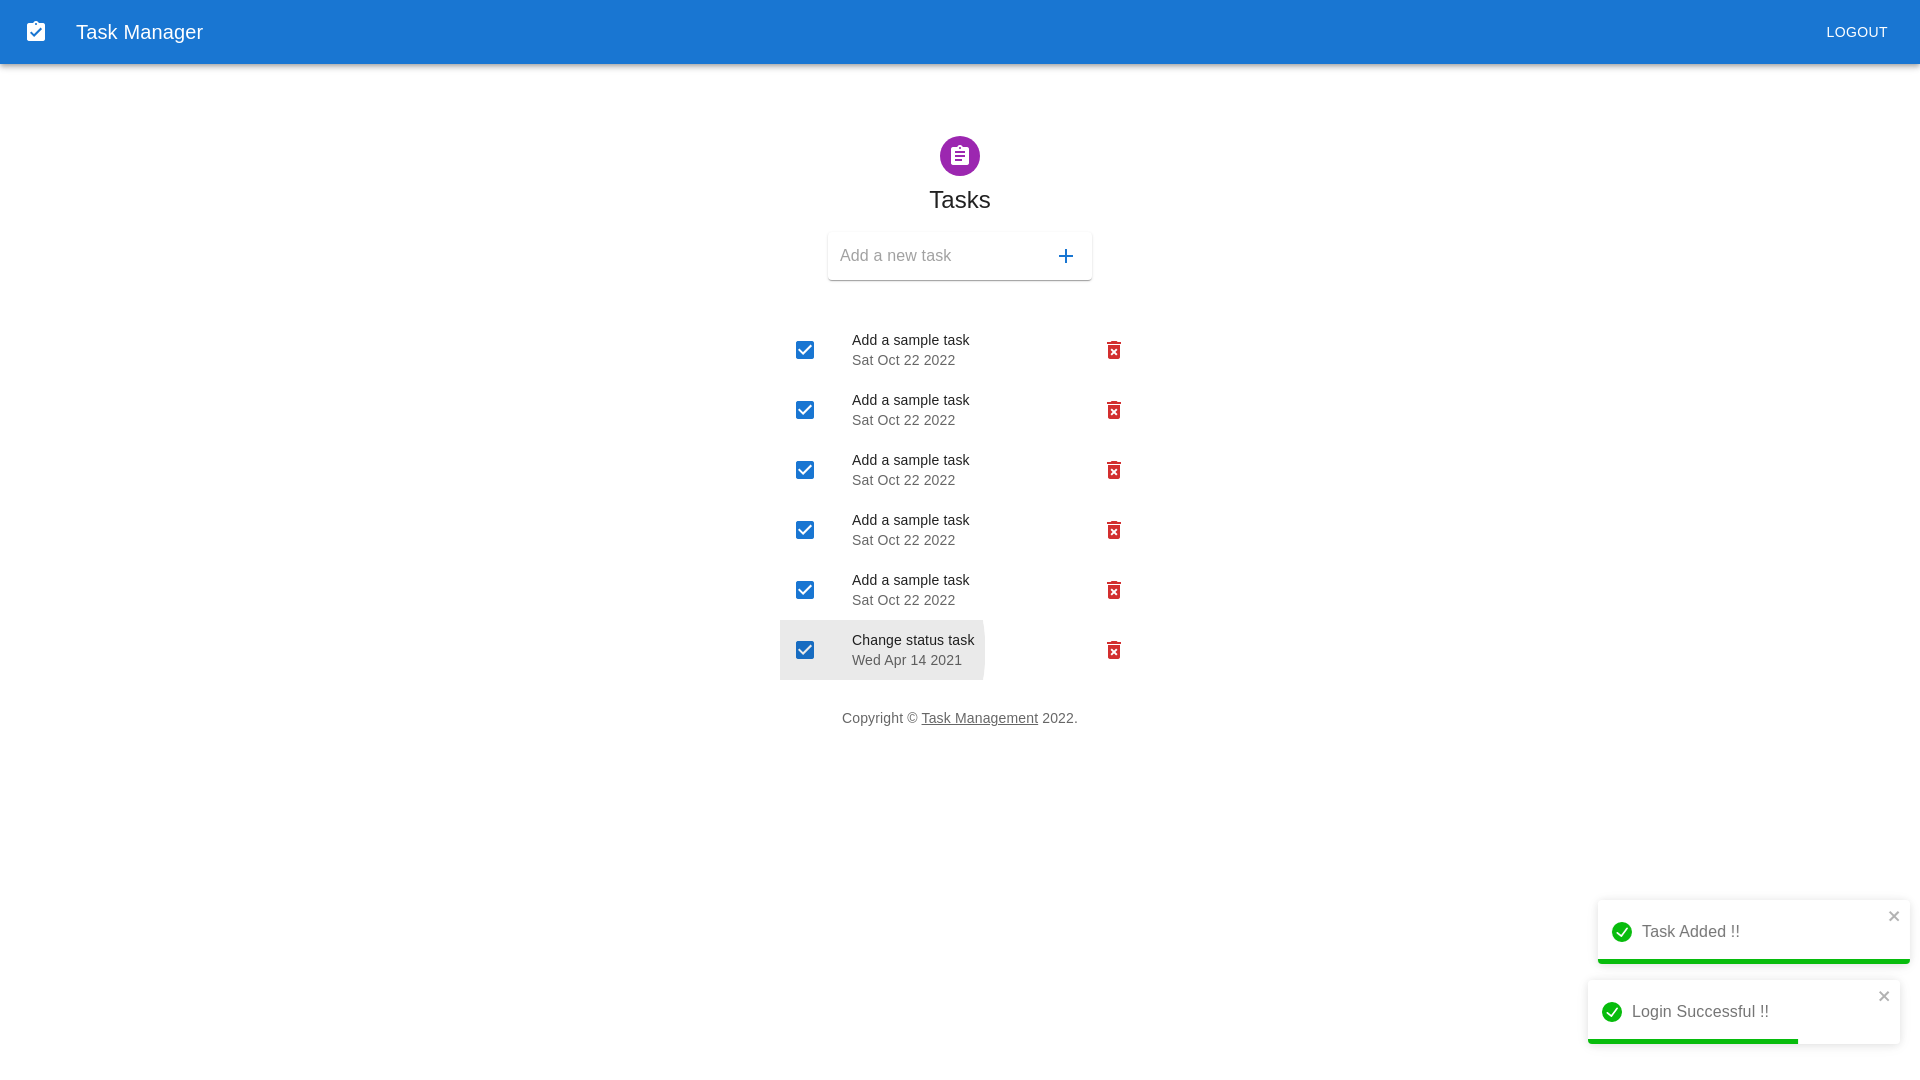 Task Manager
LOGOUT
Tasks
Add a new task
Add a sample task
Sat Oct 22 2022
Add a sample task
Sat Oct 22 2022
Add a sample task
Sat Oct 22 2022
Add a sample task
Sat Oct 22 2022
Add a sample task
Sat Oct 22 2022
Change status task
Wed Apr 14 2021
Copyright © Task Management 2022.
Task Added !!
Login Successful !!